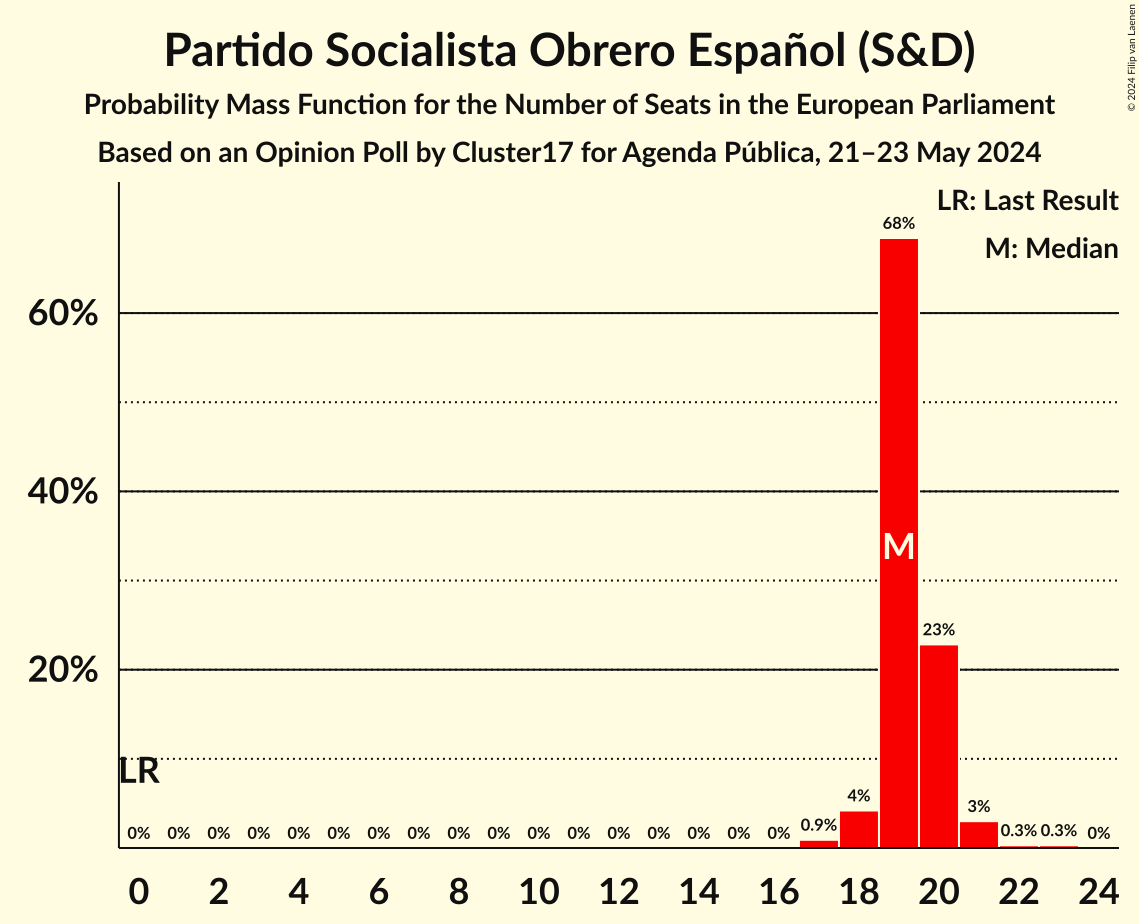 Partido Socialista Obrero Español (S&D)
Probability Mass Function for the Number of Seats in the European Parliament
Based on an Opinion Poll by Cluster17 for Agenda Pública, 21–23 May 2024
© 2024 Filip van Laenen
LR: Last Result
M: Median
68%
60%
40%
M
23%
20%
LR
0% 0% 0% 0% 0% 0% 0% 0% 0% 0% 0% 0% 0% 0% 0% 0% 0% 0.9% 4% 3% 0.3% 0.3% 0%
0 2 4 6 8 10 12 14 16 18 20 22 24